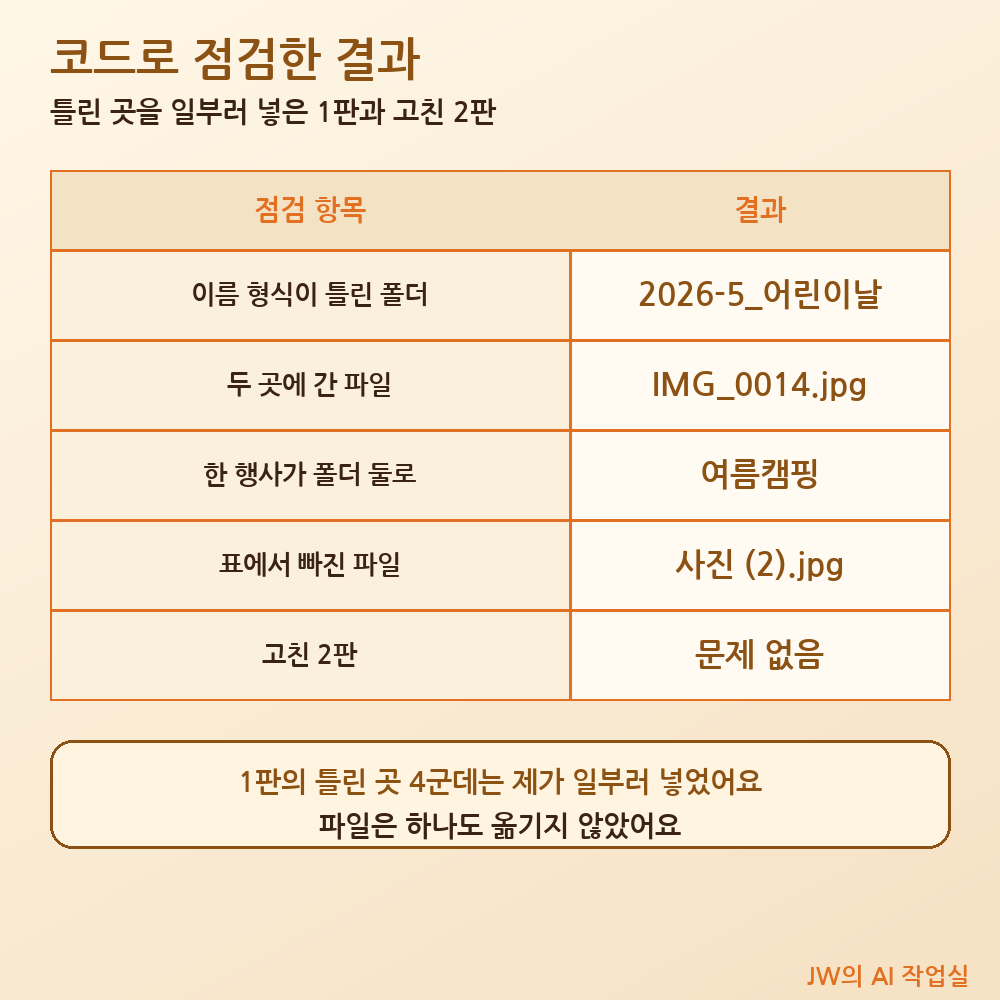 코드로 점검한 결과
틀린 곳을 일부러 넣은 1판과 고친 2판
점검 항목 결과
이름 형식이 틀린 폴더 2026-5_어린이날
두 곳에 간 파일 IMG_0014.jpg
한 행사가 폴더 둘로 여름캠핑
표에서 빠진 파일 사진 (2).jpg
고친 2판 문제 없음
1판의 틀린 곳 4군데는 제가 일부러 넣었어요
파일은 하나도 옮기지 않았어요
JW의 AI 작업실